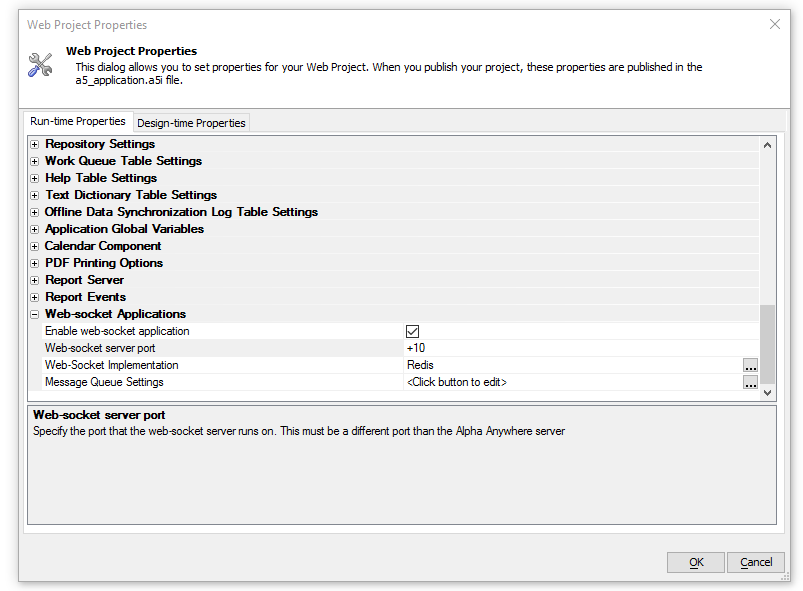 Web Project Properties
Web Project Properties
This dialog allows you to set properties for your Web Project. When you publish your project, these properties are published in the
a5_application.a5i file.
Run-time Properties
Design-time Properties
Repository Settings
Work Queue Table Settings
Help Table Settings
Text Dictionary Table Settings
Offline Data Synchronization Log Table Settings
Application Global Variables
Calendar Component
PDF Printing Options
Report Server
Report Events
Web-socket Applications
Enable web-socket application
Web-socket server port +10
Web-Socket Implementation Redis ...
Message Queue Settings <Click button to edit> ...
Web-socket server port
Specify the port that the web-socket server runs on. This must be a different port than the Alpha Anywhere server
OK Cancel